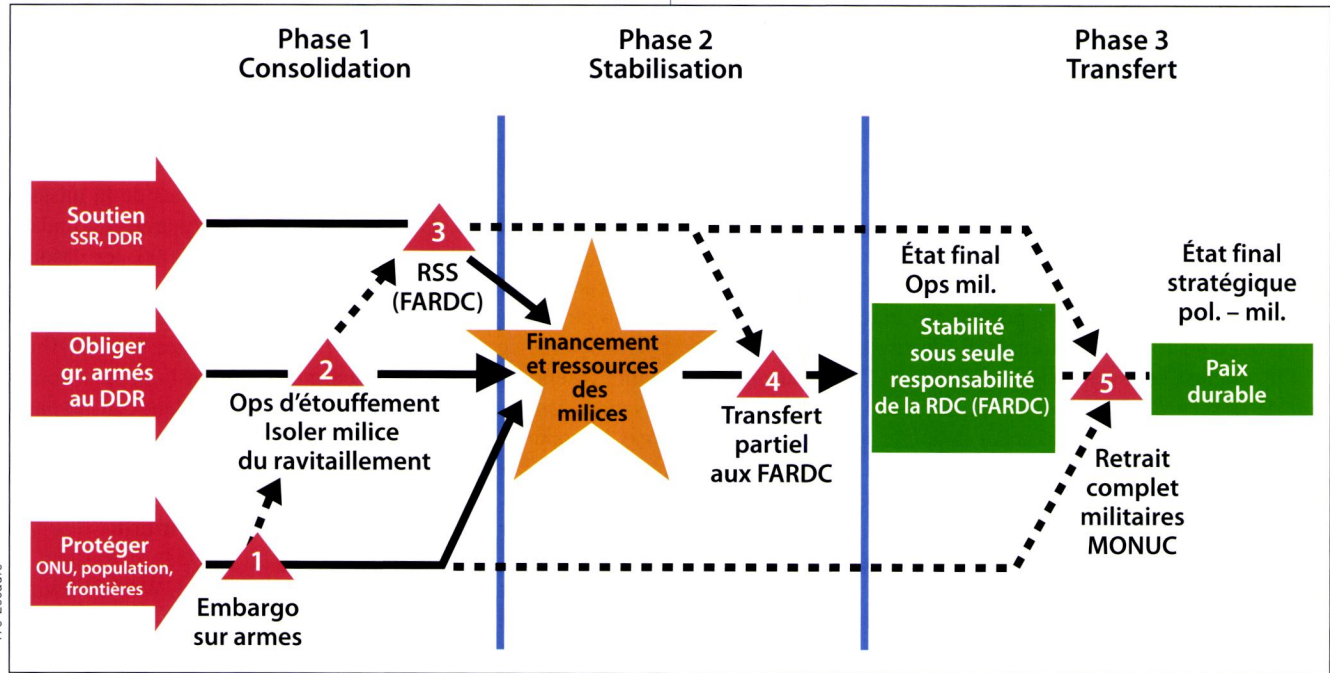 Phase 1
Consolidation
Phase 2
Stabilisation
Phase 3
Transfert
Soutien
SSR, DDR
3
RSS
(FARDC)
État final
Ops mil.
État final
stratégique
pol. – mil.
Obliger
gr. armés
au DDR
2
Ops d'étouffement
Isoler milice
du ravitaillement
Financement
et ressources
des
milices
4
Transfert
partiel
aux FARDC
Stabilité
sous seule
responsabilité
de la RDC (FARDC)
5
Paix
durable
Retrait
complet
militaires
MONUC
Protéger
ONU, population,
frontières
1
Embargo
sur armes